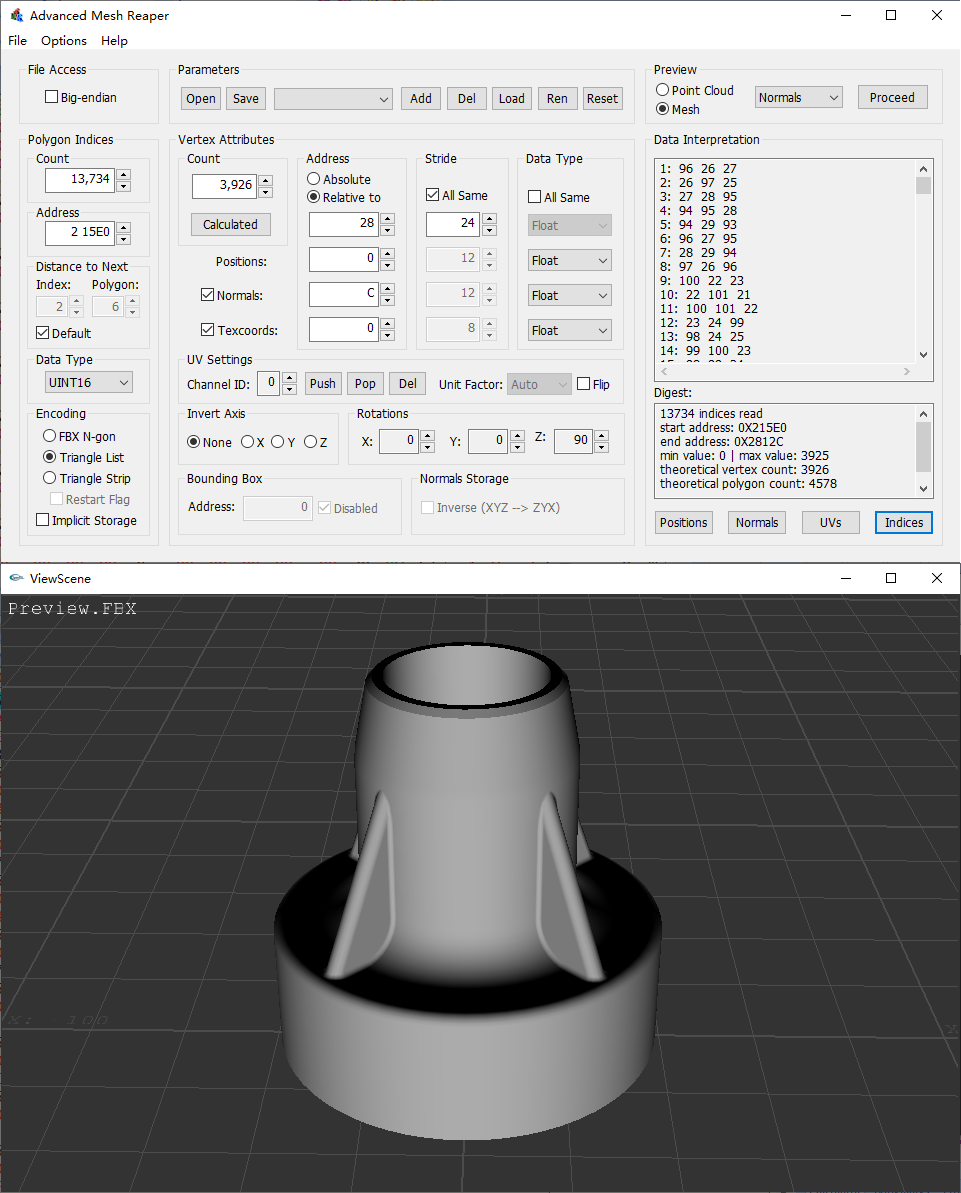 Advanced Mesh Reaper
File Options Help
File Access
Big-endian
Parameters
Open Save Add Del Load Ren Reset
Preview
Point Cloud
Mesh
Normals
Proceed
Polygon Indices
Count
13,734
Address
2 15E0
Distance to Next
Index: Polygon:
2 6
Default
Data Type
UINT16
Encoding
FBX N-gon
Triangle List
Triangle Strip
Restart Flag
Implicit Storage
Vertex Attributes
Count
3,926
Calculated
Address
Absolute
Relative to
28
Stride
All Same
24
Data Type
All Same
Float
Positions: 0 12 Float
Normals: C 12 Float
Texcoords: 0 8 Float
UV Settings
Channel ID: 0 Push Pop Del Unit Factor: Auto Flip
Invert Axis
None X Y Z
Rotations
X: 0 Y: 0 Z: 90
Bounding Box
Address: 0 Disabled
Normals Storage
Inverse (XYZ --> ZYX)
Data Interpretation
1: 96 26 27
2: 26 97 25
3: 27 28 95
4: 94 95 28
5: 94 29 93
6: 96 27 95
7: 28 29 94
8: 97 26 96
9: 100 22 23
10: 22 101 21
11: 100 101 22
12: 23 24 99
13: 98 24 25
14: 99 100 23
Digest:
13734 indices read
start address: 0X215E0
end address: 0X2812C
min value: 0 | max value: 3925
theoretical vertex count: 3926
theoretical polygon count: 4578
Positions Normals UVs Indices
ViewScene
Preview.FBX